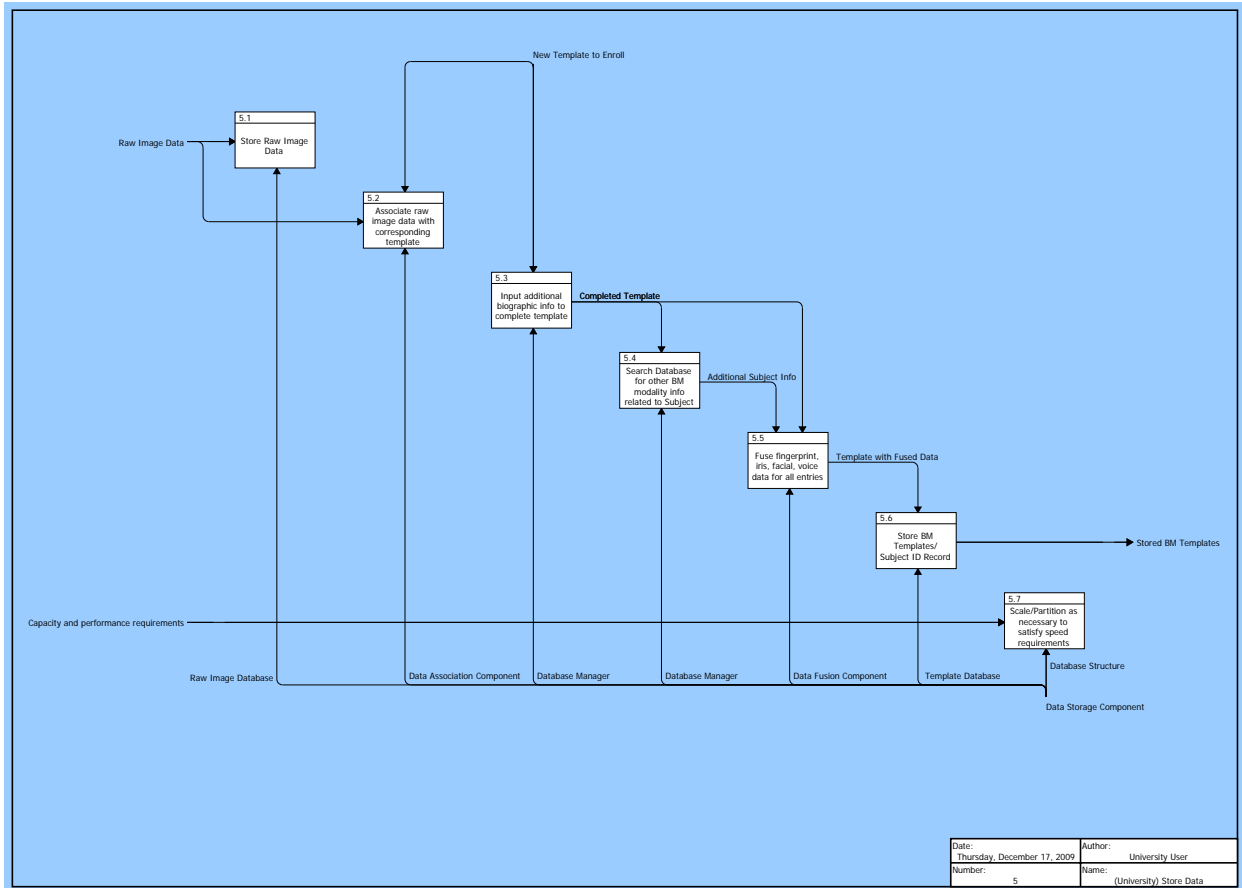 New Template to Enroll
5.1
Store Raw Image
Data
Raw Image Data
5.2
Associate raw
image data with
corresponding
template
5.3
Input additional
biographic info to
complete template
Completed Template
5.4
Search Database
for other BM
modality info
related to Subject
Additional Subject Info
5.5
Fuse fingerprint,
iris, facial, voice
data for all entries
Template with Fused Data
5.6
Store BM
Templates/
Subject ID Record
Stored BM Templates
5.7
Scale/Partition as
necessary to
satisfy speed
requirements
Capacity and performance requirements
Database Structure
Raw Image Database
Data Association Component
Database Manager
Database Manager
Data Fusion Component
Template Database
Data Storage Component
Date:
Thursday, December 17, 2009
Author:
University User
Number:
5
Name:
(University) Store Data